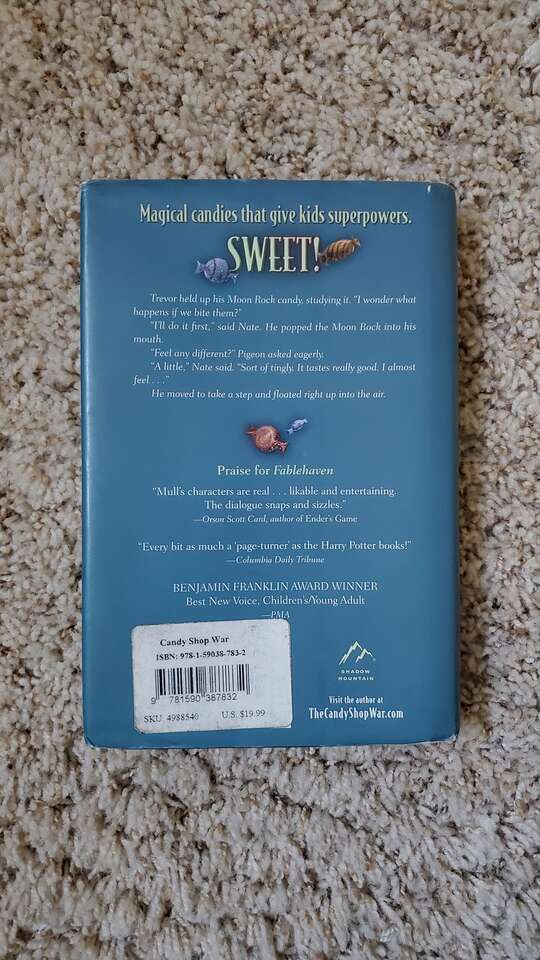 Magical candies that give kids superpowers.
SWEET!
Trevor held up his Moon Rock candy, studying it. "I wonder what
happens if we bite them?"
"I'll do it first," said Nate. He popped the Moon Rock into his
mouth.
"Feel any different?" Pigeon asked eagerly.
"A little," Nate said. "Sort of tingly. It tastes really good. I almost
feel . . ."
He moved to take a step and floated right up into the air.
Praise for Fablehaven
"Mull's characters are real . . . likable and entertaining.
The dialogue snaps and sizzles."
—Orson Scott Card, author of Ender's Game
"Every bit as much a 'page-turner' as the Harry Potter books!"
—Columbia Daily Tribune
BENJAMIN FRANKLIN AWARD WINNER
Best New Voice, Children's/Young Adult
—PMA
Candy Shop War
ISBN: 978-1-59038-783-2
9 781590 387832
SKU 4988540 U.S. $19.99
SHADOW
MOUNTAIN
Visit the author at
TheCandyShopWar.com